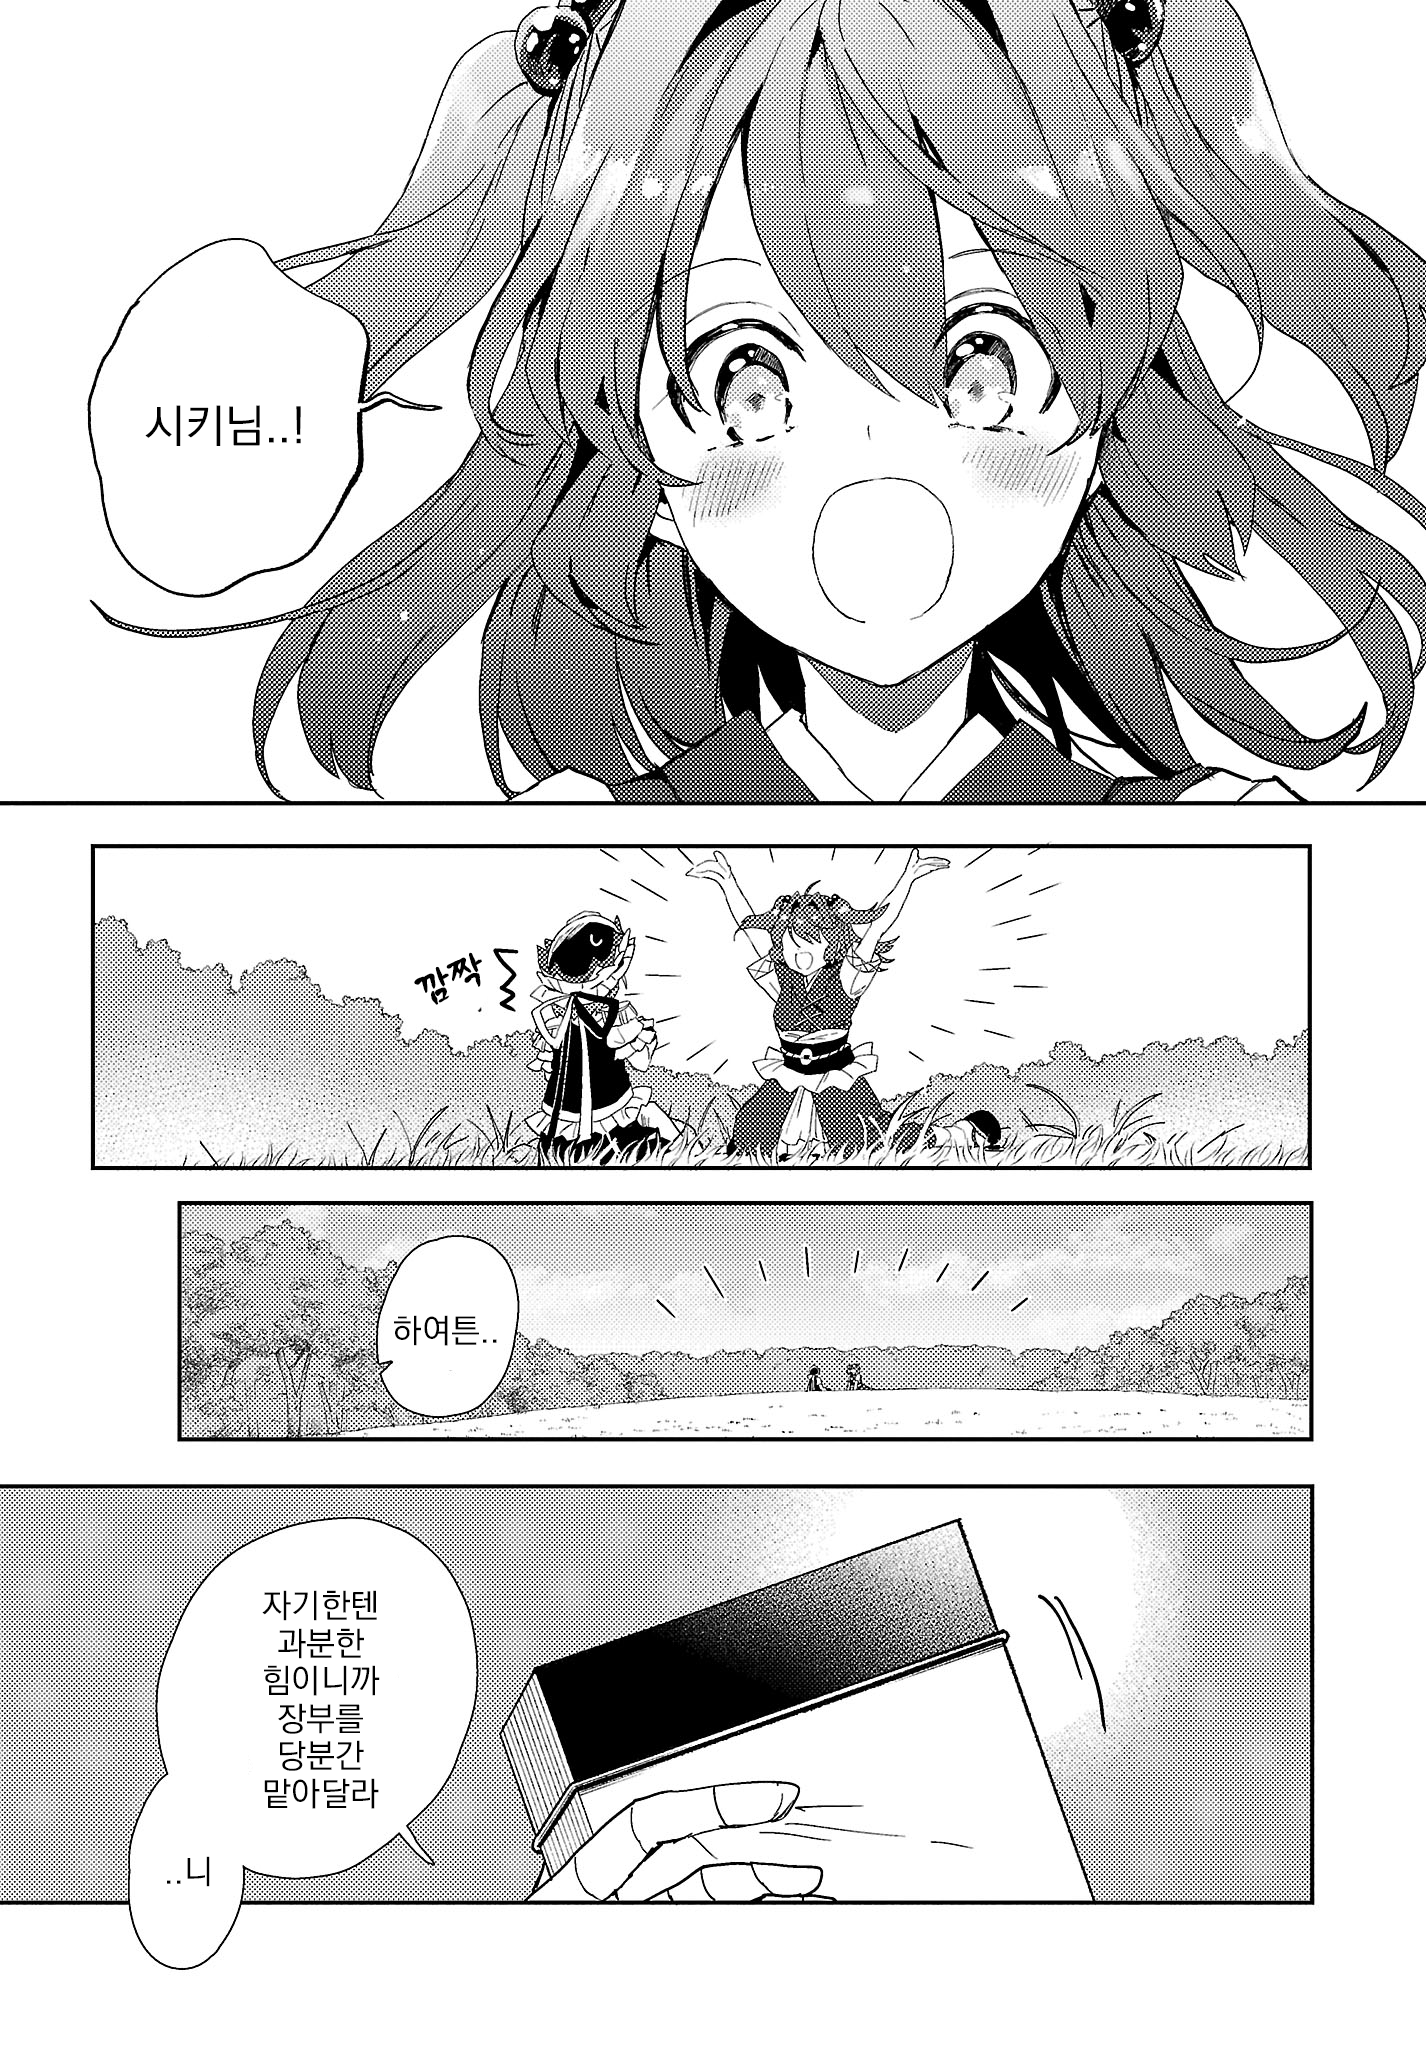 시키님..!
깜짝
하여튼..
자기한텐
과분한
힘이니까
장부를
당분간
맡아달라
..니